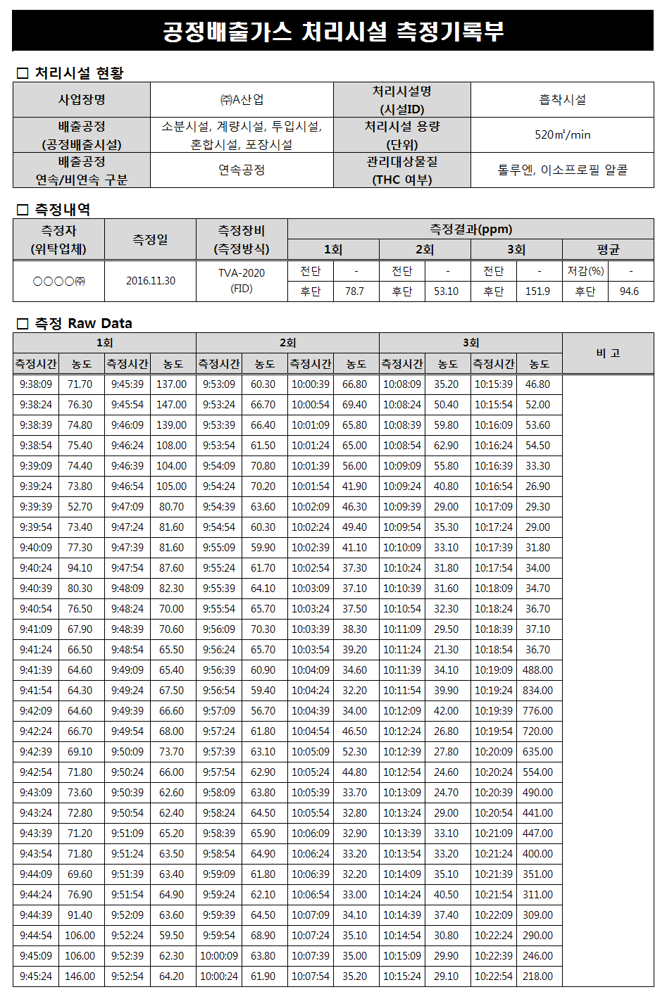 공정배출가스 처리시설 측정기록부
□ 처리시설 현황
사업장명 ㈜A산업 처리시설명 (시설ID) 흡착시설
배출공정 (공정배출시설) 소분시설, 계량시설, 투입시설, 혼합시설, 포장시설 처리시설 용량 (단위) 520㎥/min
배출공정 연속/비연속 구분 연속공정 관리대상물질 (THC 여부) 톨루엔, 이소프로필 알콜
□ 측정내역
측정자 (위탁업체) 측정일 측정장비 (측정방식) 측정결과(ppm)
1회 2회 3회 평균
○○○○㈜ 2016.11.30 TVA-2020 (FID) 전단 - 전단 - 전단 - 저감(%) -
후단 78.7 후단 53.10 후단 151.9 후단 94.6
□ 측정 Raw Data
1회 2회 3회 비 고
측정시간 농도 측정시간 농도 측정시간 농도 측정시간 농도 측정시간 농도 측정시간 농도
9:38:09 71.70 9:45:39 137.00 9:53:09 60.30 10:00:39 66.80 10:08:09 35.20 10:15:39 46.80
9:38:24 76.30 9:45:54 147.00 9:53:24 66.70 10:00:54 69.40 10:08:24 50.40 10:15:54 52.00
9:38:39 74.80 9:46:09 139.00 9:53:39 66.40 10:01:09 65.80 10:08:39 59.80 10:16:09 53.60
9:38:54 75.40 9:46:24 108.00 9:53:54 61.50 10:01:24 65.00 10:08:54 62.90 10:16:24 54.50
9:39:09 74.40 9:46:39 104.00 9:54:09 70.80 10:01:39 56.00 10:09:09 55.80 10:16:39 33.30
9:39:24 73.80 9:46:54 105.00 9:54:24 70.20 10:01:54 41.90 10:09:24 40.80 10:16:54 26.90
9:39:39 52.70 9:47:09 80.70 9:54:39 63.60 10:02:09 46.30 10:09:39 29.00 10:17:09 29.30
9:39:54 73.40 9:47:24 81.60 9:54:54 60.30 10:02:24 49.40 10:09:54 35.30 10:17:24 29.00
9:40:09 77.30 9:47:39 81.60 9:55:09 59.90 10:02:39 41.10 10:10:09 33.10 10:17:39 31.80
9:40:24 94.10 9:47:54 87.60 9:55:24 61.70 10:02:54 37.30 10:10:24 31.80 10:17:54 34.00
9:40:39 80.30 9:48:09 82.30 9:55:39 64.10 10:03:09 37.10 10:10:39 31.60 10:18:09 34.70
9:40:54 76.50 9:48:24 70.00 9:55:54 65.70 10:03:24 37.50 10:10:54 32.30 10:18:24 36.70
9:41:09 67.90 9:48:39 70.60 9:56:09 70.30 10:03:39 38.30 10:11:09 29.50 10:18:39 37.10
9:41:24 66.50 9:48:54 65.50 9:56:24 65.70 10:03:54 39.20 10:11:24 21.30 10:18:54 36.70
9:41:39 64.60 9:49:09 65.40 9:56:39 60.90 10:04:09 34.60 10:11:39 34.10 10:19:09 488.00
9:41:54 64.30 9:49:24 67.50 9:56:54 59.40 10:04:24 32.20 10:11:54 39.90 10:19:24 834.00
9:42:09 64.60 9:49:39 66.60 9:57:09 56.70 10:04:39 34.00 10:12:09 42.00 10:19:39 776.00
9:42:24 66.70 9:49:54 68.00 9:57:24 61.80 10:04:54 46.50 10:12:24 26.80 10:19:54 720.00
9:42:39 69.10 9:50:09 73.70 9:57:39 63.10 10:05:09 52.30 10:12:39 27.80 10:20:09 635.00
9:42:54 71.80 9:50:24 66.00 9:57:54 62.90 10:05:24 44.80 10:12:54 24.60 10:20:24 554.00
9:43:09 73.60 9:50:39 62.60 9:58:09 63.80 10:05:39 33.70 10:13:09 24.70 10:20:39 490.00
9:43:24 72.80 9:50:54 62.40 9:58:24 64.50 10:05:54 32.80 10:13:24 29.00 10:20:54 441.00
9:43:39 71.20 9:51:09 65.20 9:58:39 65.90 10:06:09 32.90 10:13:39 33.10 10:21:09 447.00
9:43:54 71.80 9:51:24 63.50 9:58:54 64.90 10:06:24 33.20 10:13:54 33.20 10:21:24 400.00
9:44:09 69.60 9:51:39 63.40 9:59:09 61.80 10:06:39 32.20 10:14:09 35.10 10:21:39 351.00
9:44:24 76.90 9:51:54 64.90 9:59:24 62.10 10:06:54 33.00 10:14:24 40.50 10:21:54 311.00
9:44:39 91.40 9:52:09 63.60 9:59:39 64.50 10:07:09 34.10 10:14:39 37.40 10:22:09 309.00
9:44:54 106.00 9:52:24 59.50 9:59:54 68.90 10:07:24 35.10 10:14:54 30.80 10:22:24 290.00
9:45:09 106.00 9:52:39 62.30 10:00:09 63.80 10:07:39 35.00 10:15:09 29.90 10:22:39 246.00
9:45:24 146.00 9:52:54 64.20 10:00:24 61.90 10:07:54 35.20 10:15:24 29.10 10:22:54 218.00